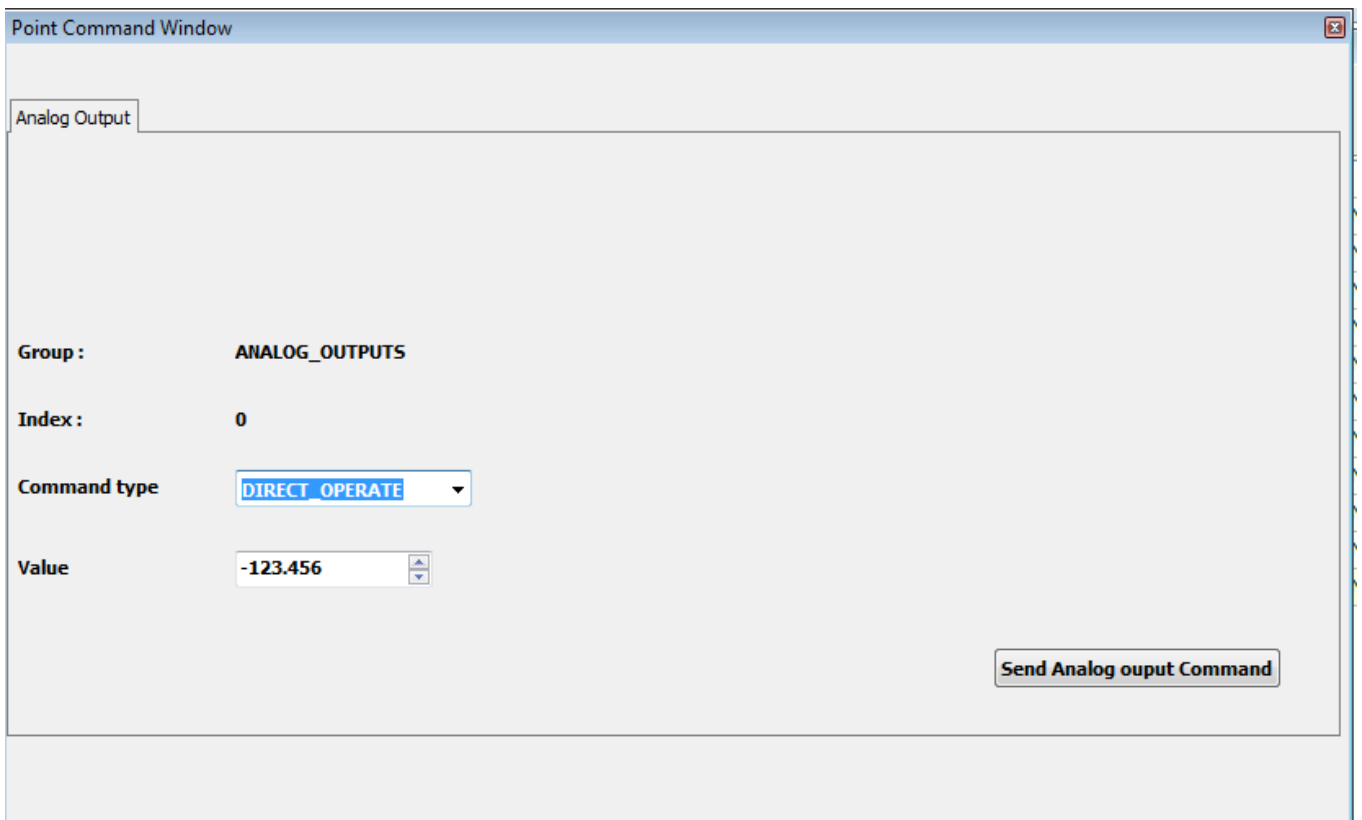 Point Command Window
Analog Output
Group : ANALOG_OUTPUTS
Index : 0
Command type DIRECT_OPERATE
Value -123.456
Send Analog ouput Command